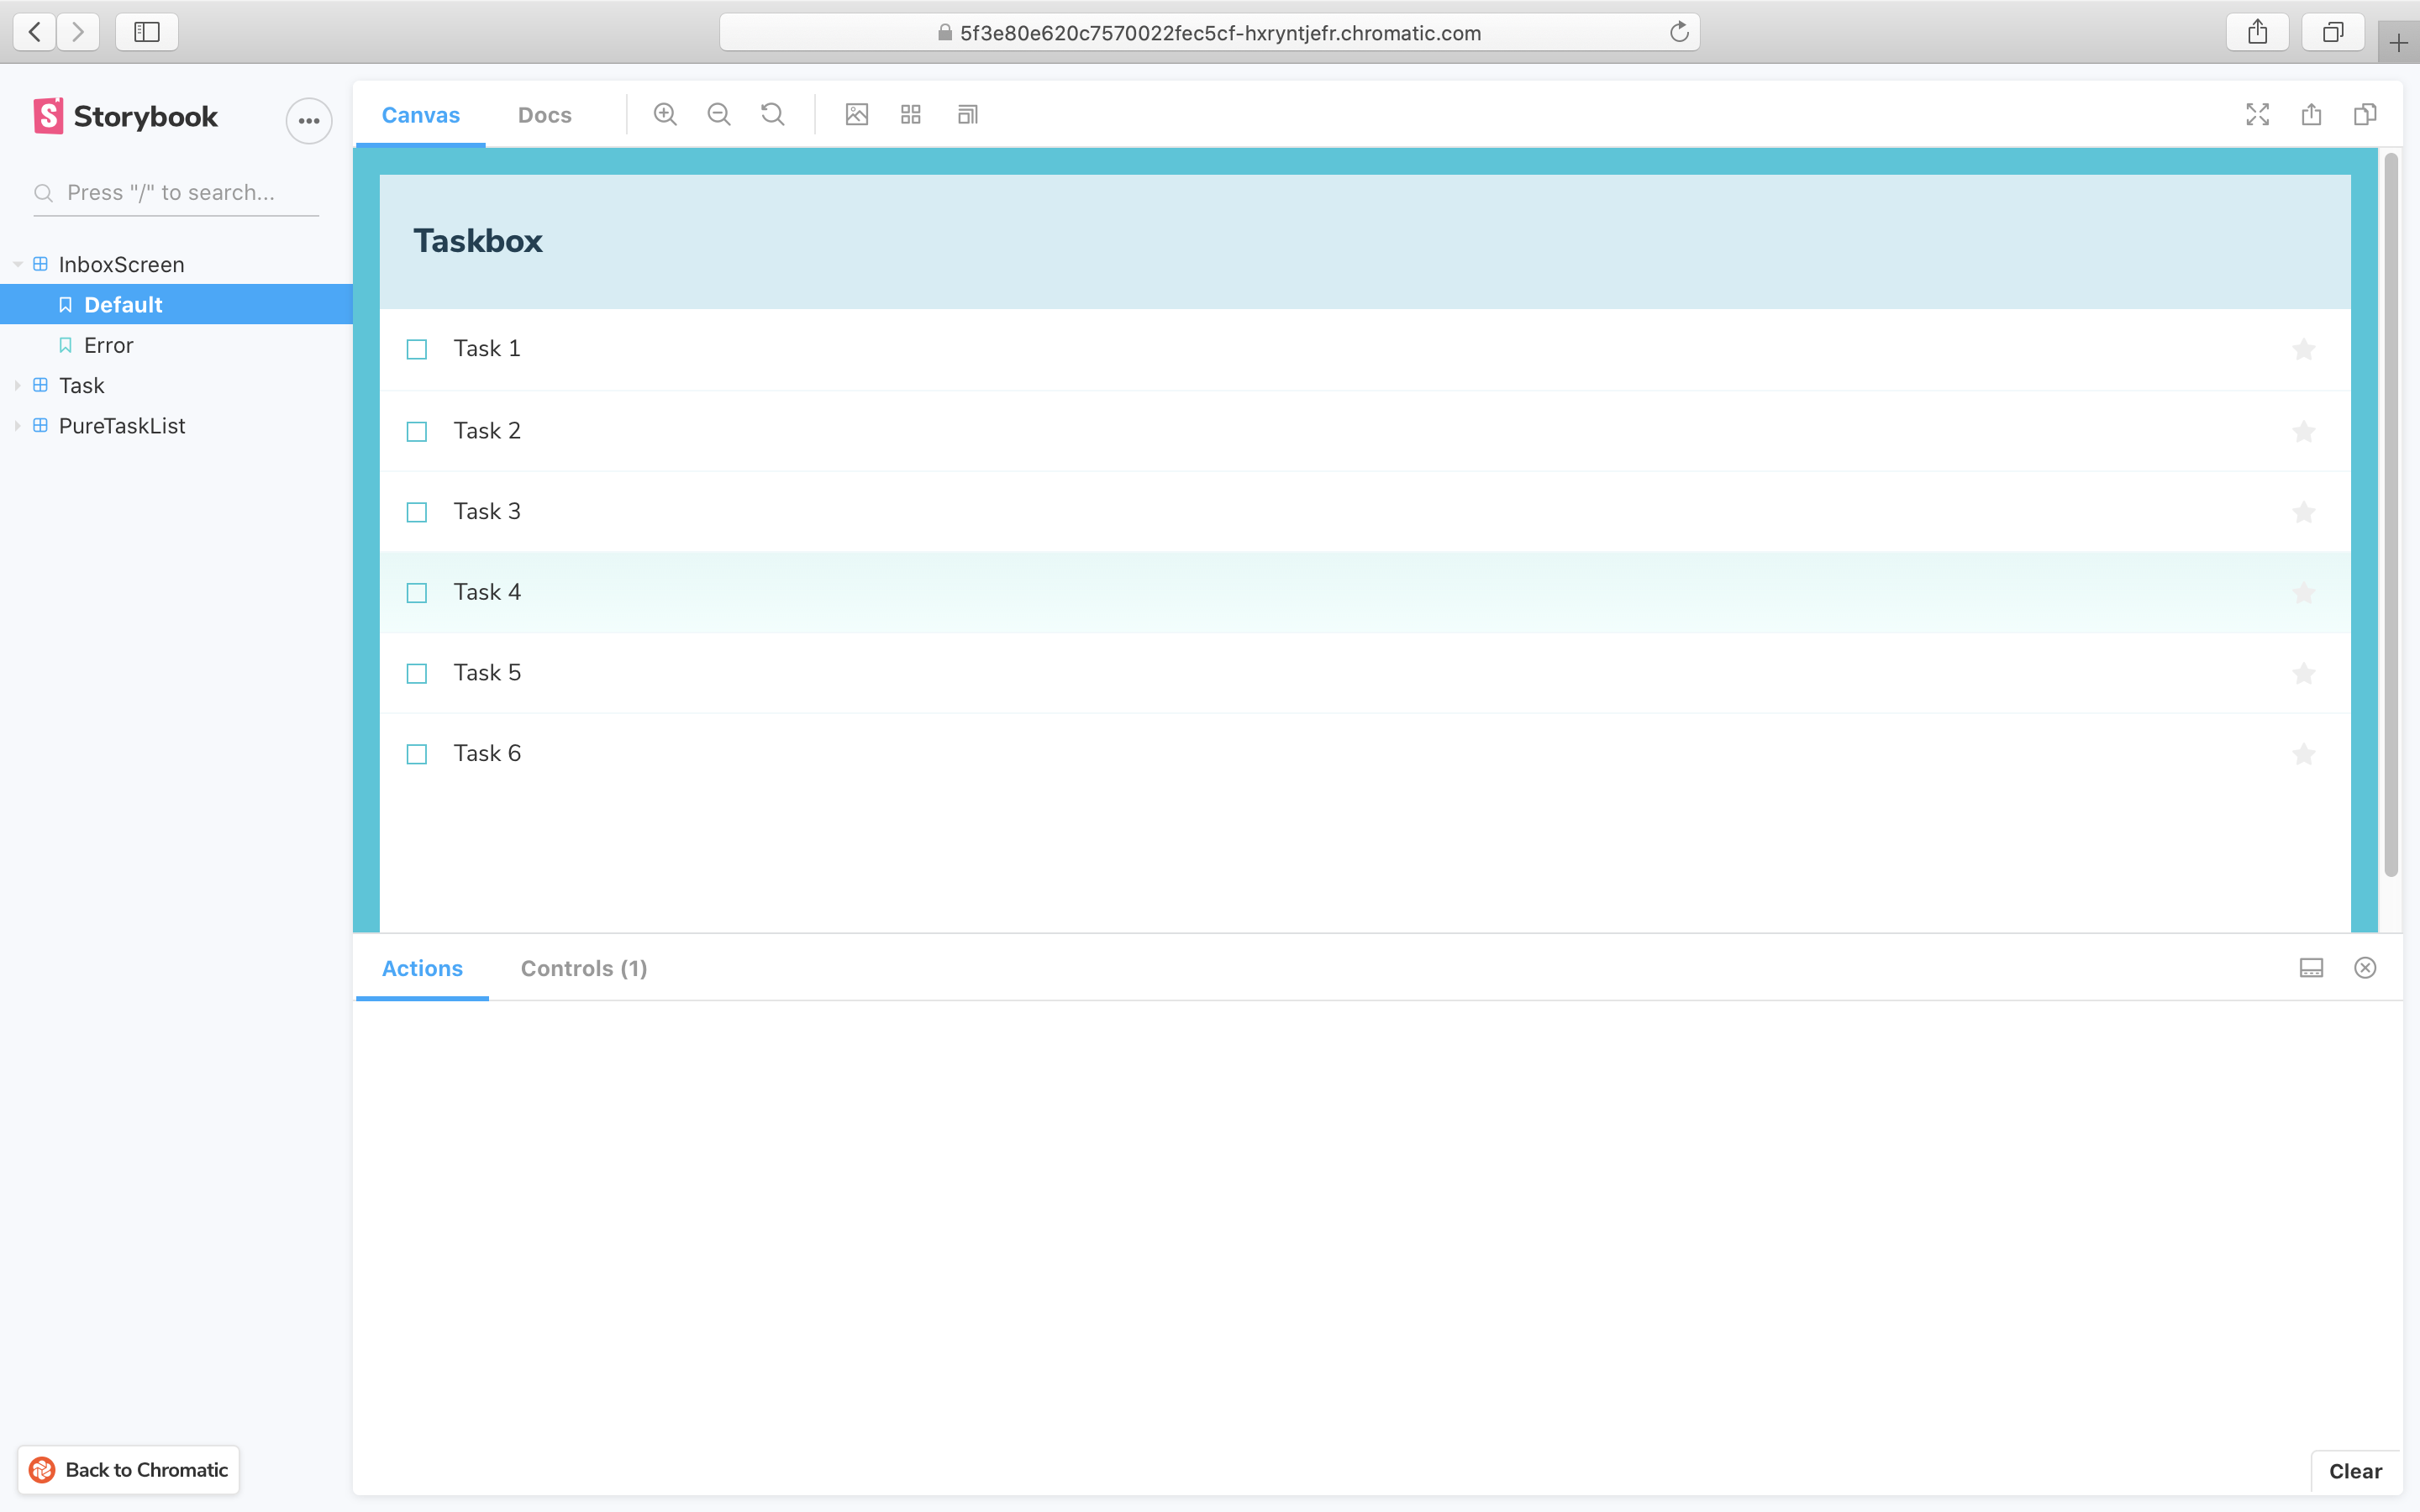 5f3e80e620c7570022fec5cf-hxryntjefr.chromatic.com
Storybook
Press "/" to search...
InboxScreen
Default
Error
Task
PureTaskList
Back to Chromatic
Canvas Docs
Taskbox
Task 1
Task 2
Task 3
Task 4
Task 5
Task 6
Actions Controls (1)
Clear